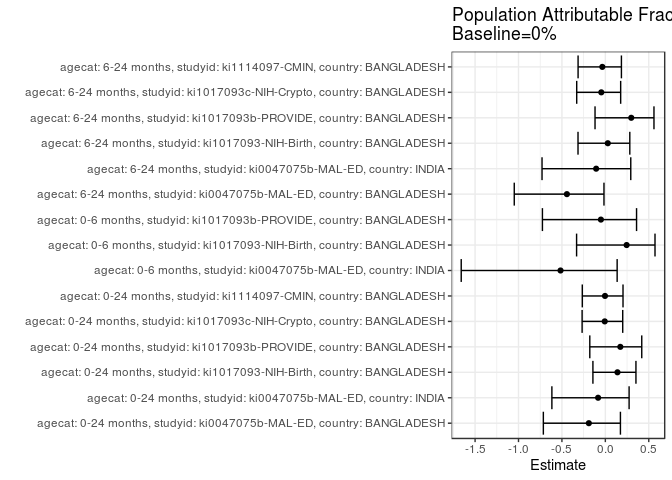 Population Attributable Frac
Baseline=0%
agecat: 6-24 months, studyid: ki1114097-CMIN, country: BANGLADESH
agecat: 6-24 months, studyid: ki1017093c-NIH-Crypto, country: BANGLADESH
agecat: 6-24 months, studyid: ki1017093b-PROVIDE, country: BANGLADESH
agecat: 6-24 months, studyid: ki1017093-NIH-Birth, country: BANGLADESH
agecat: 6-24 months, studyid: ki0047075b-MAL-ED, country: INDIA
agecat: 6-24 months, studyid: ki0047075b-MAL-ED, country: BANGLADESH
agecat: 0-6 months, studyid: ki1017093b-PROVIDE, country: BANGLADESH
agecat: 0-6 months, studyid: ki1017093-NIH-Birth, country: BANGLADESH
agecat: 0-6 months, studyid: ki0047075b-MAL-ED, country: INDIA
agecat: 0-24 months, studyid: ki1114097-CMIN, country: BANGLADESH
agecat: 0-24 months, studyid: ki1017093c-NIH-Crypto, country: BANGLADESH
agecat: 0-24 months, studyid: ki1017093b-PROVIDE, country: BANGLADESH
agecat: 0-24 months, studyid: ki1017093-NIH-Birth, country: BANGLADESH
agecat: 0-24 months, studyid: ki0047075b-MAL-ED, country: INDIA
agecat: 0-24 months, studyid: ki0047075b-MAL-ED, country: BANGLADESH
-1.5 -1.0 -0.5 0.0 0.5
Estimate